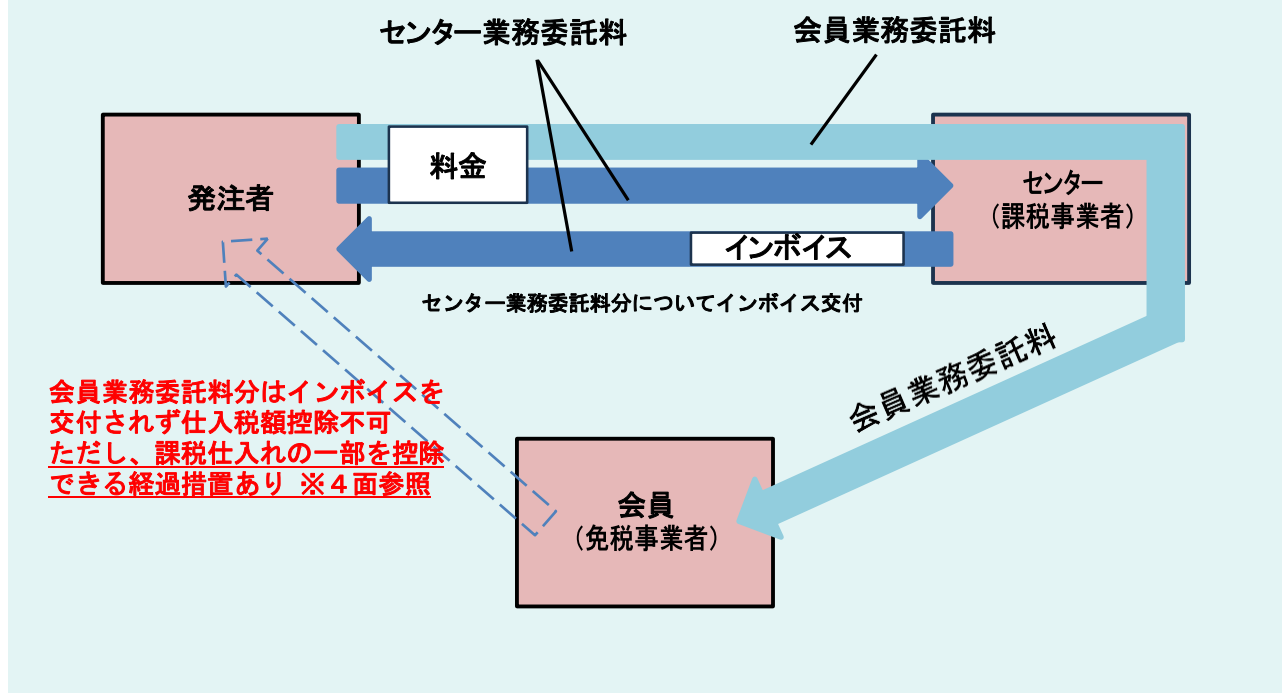 センター業務委託料
会員業務委託料
発注者
料金
センター
（課税事業者）
インボイス
センター業務委託料分についてインボイス交付
会員業務委託料
会員業務委託料分はインボイスを
交付されず仕入税額控除不可
ただし、課税仕入れの一部を控除
できる経過措置あり ※４面参照
会員
（免税事業者）